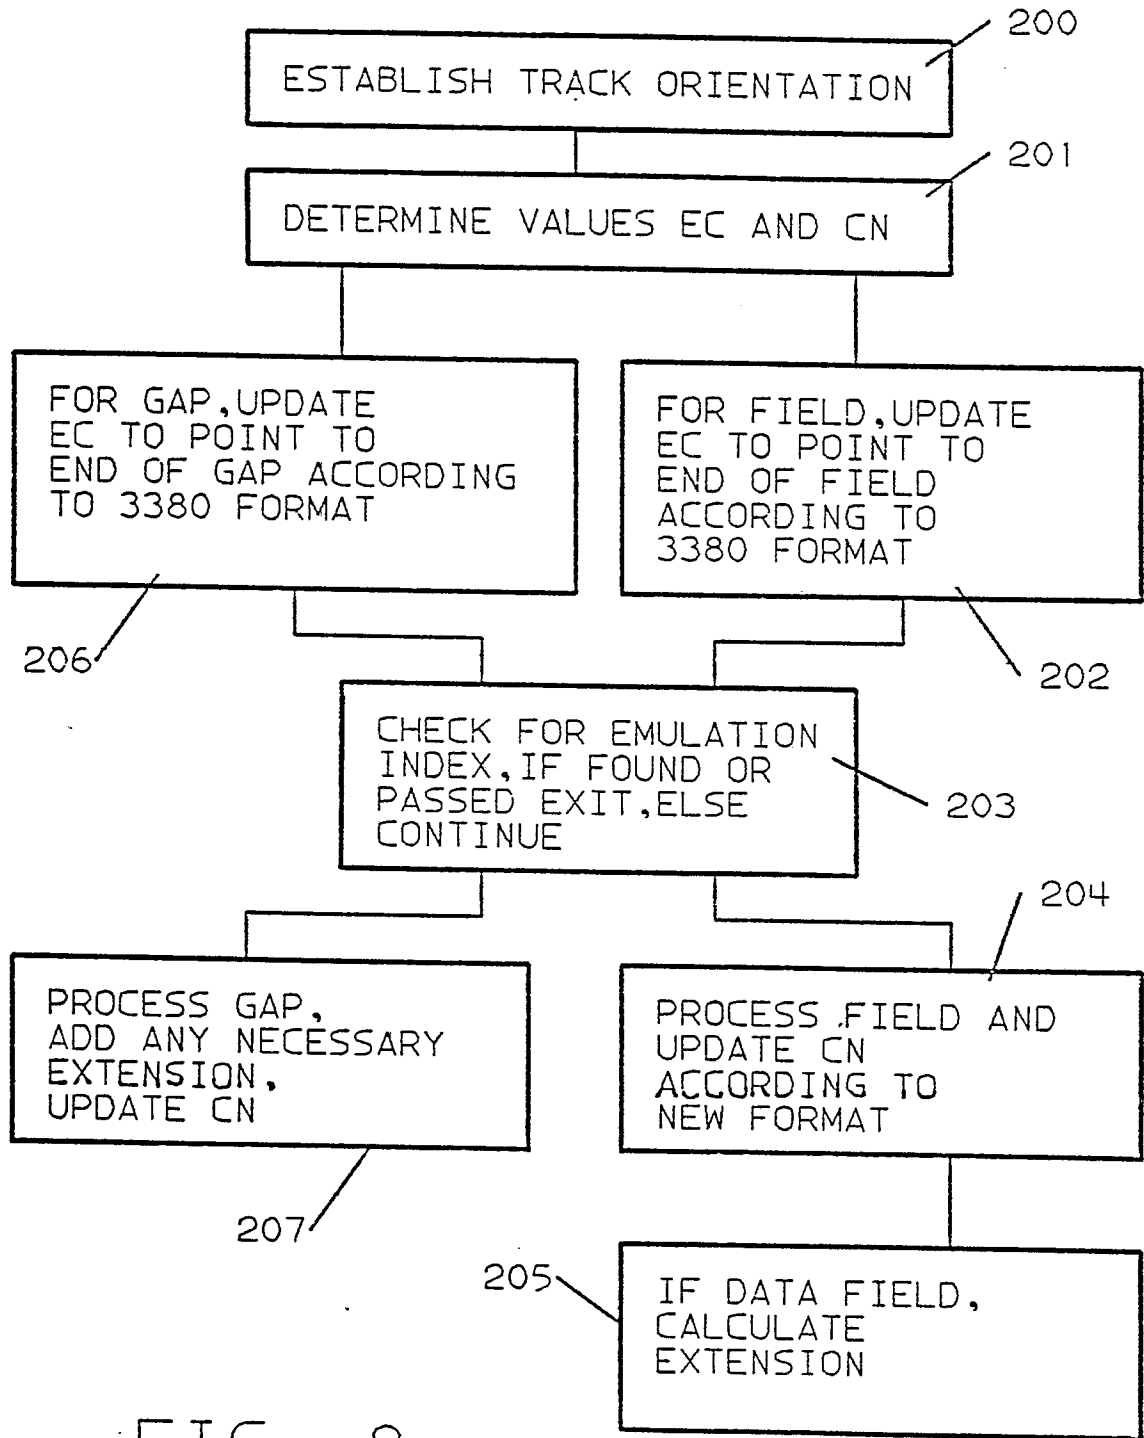 200
ESTABLISH TRACK ORIENTATION
201
DETERMINE VALUES EC AND CN
FOR GAP,UPDATE
EC TO POINT TO
END OF GAP ACCORDING
TO 3380 FORMAT
206
FOR FIELD,UPDATE
EC TO POINT TO
END OF FIELD
ACCORDING TO
3380 FORMAT
202
CHECK FOR EMULATION
INDEX,IF FOUND OR
PASSED EXIT,ELSE
CONTINUE
203
204
PROCESS GAP,
ADD ANY NECESSARY
EXTENSION,
UPDATE CN
207
PROCESS FIELD AND
UPDATE CN
ACCORDING TO
NEW FORMAT
205
IF DATA FIELD,
CALCULATE
EXTENSION